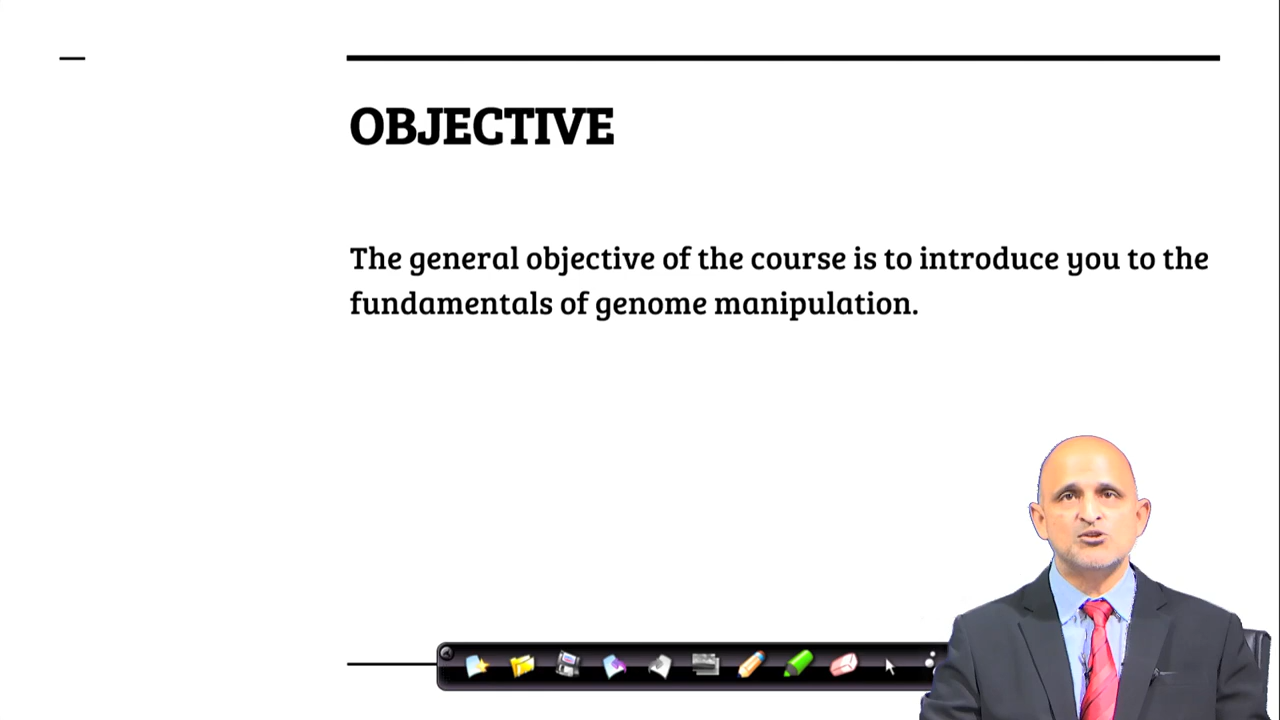 OBJECTIVE
The general objective of the course is to introduce you to the
fundamentals of genome manipulation.